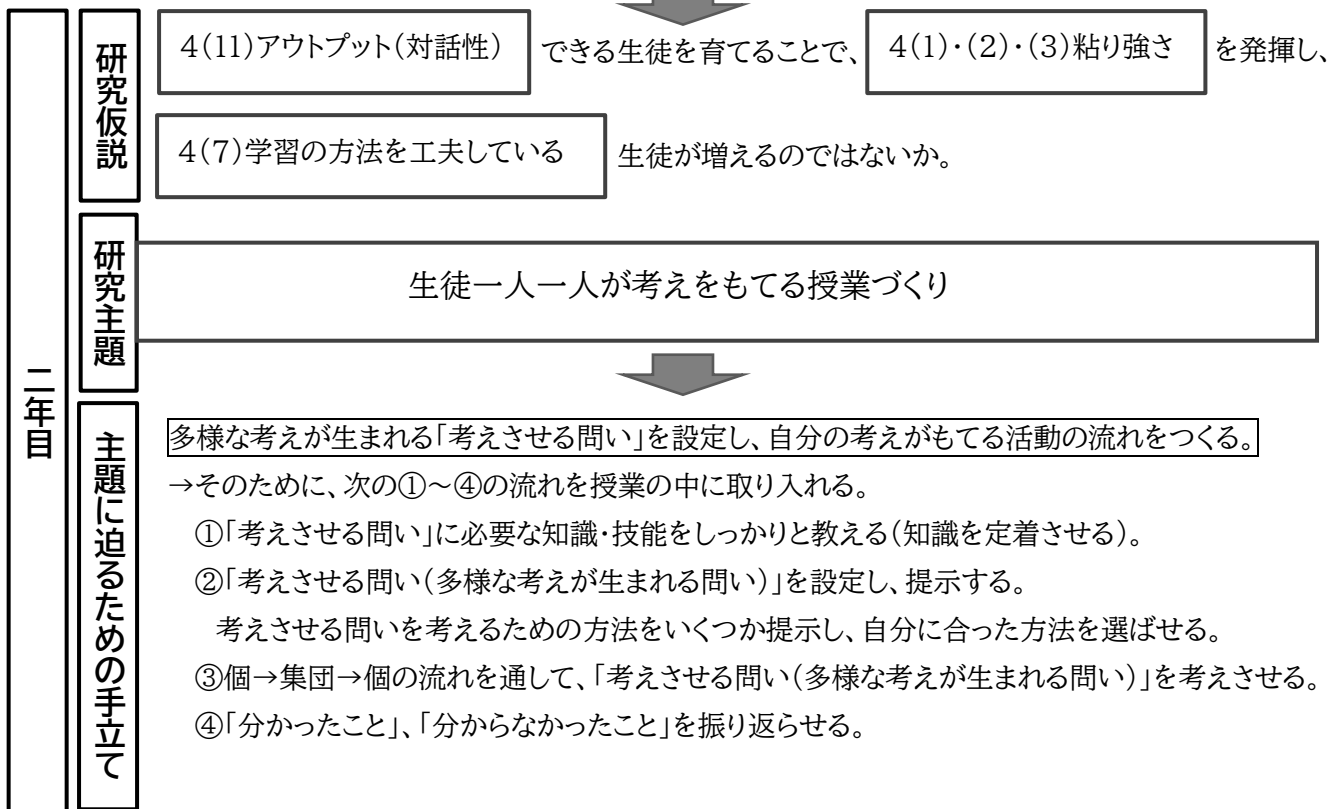 二年目
研究仮説
4(11)アウトプット(対話性) できる生徒を育てることで、 4(1)・(2)・(3)粘り強さ を発揮し、
4(7)学習の方法を工夫している 生徒が増えるのではないか。
研究主題
生徒一人一人が考えをもてる授業づくり
主題に迫るための手立て
多様な考えが生まれる「考えさせる問い」を設定し、自分の考えがもてる活動の流れをつくる。
→そのために、次の①～④の流れを授業の中に取り入れる。
①「考えさせる問い」に必要な知識・技能をしっかりと教える(知識を定着させる)。
②「考えさせる問い(多様な考えが生まれる問い)」を設定し、提示する。
考えさせる問いを考えるための方法をいくつか提示し、自分に合った方法を選ばせる。
③個→集団→個の流れを通して、「考えさせる問い(多様な考えが生まれる問い)」を考えさせる。
④「分かったこと」、「分からなかったこと」を振り返らせる。